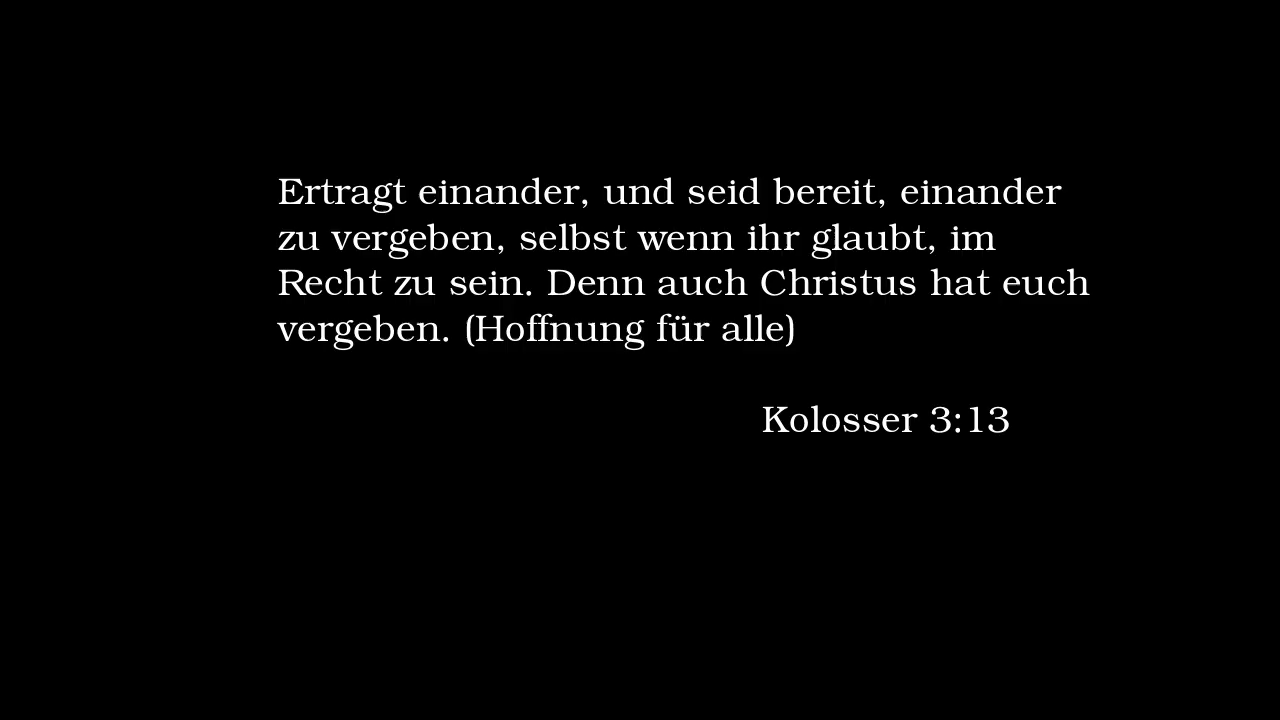 Ertragt einander, und seid bereit, einander
zu vergeben, selbst wenn ihr glaubt, im
Recht zu sein. Denn auch Christus hat euch
vergeben. (Hoffnung für alle)
Kolosser 3:13